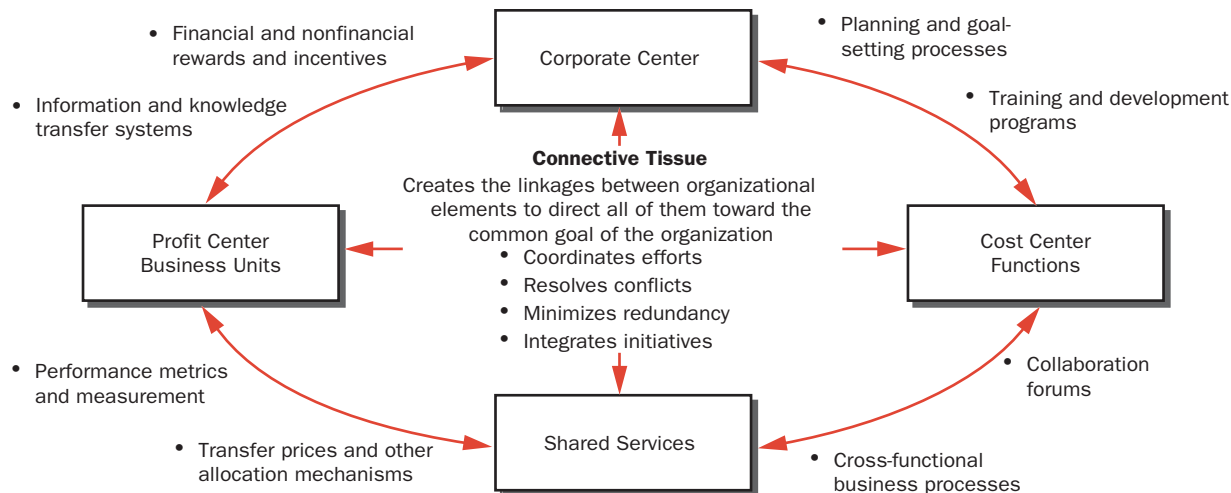 • Financial and nonfinancial
rewards and incentives
Corporate Center
• Planning and goal-
setting processes
• Information and knowledge
transfer systems
• Training and development
programs
Connective Tissue
Creates the linkages between organizational
elements to direct all of them toward the
common goal of the organization
• Coordinates efforts
• Resolves conflicts
• Minimizes redundancy
• Integrates initiatives
Profit Center
Business Units
Cost Center
Functions
• Performance metrics
and measurement
• Collaboration
forums
• Transfer prices and other
allocation mechanisms
Shared Services
• Cross-functional
business processes